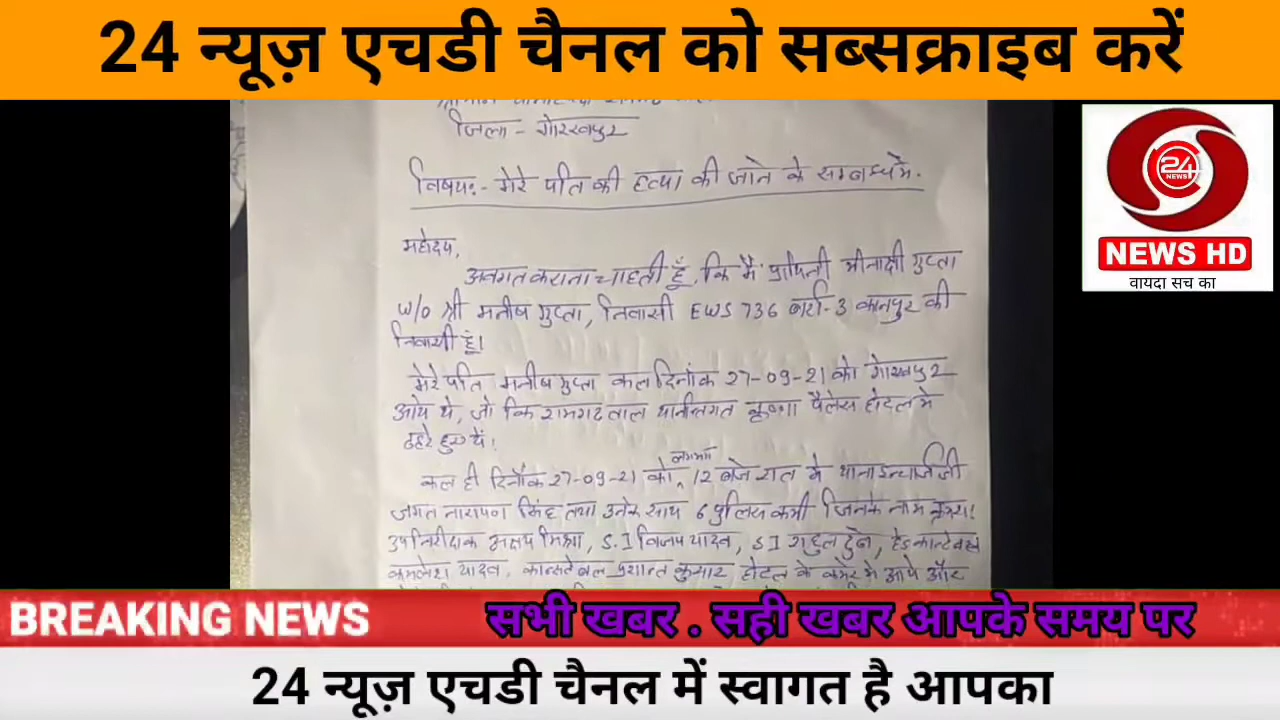 24 न्यूज़ एचडी चैनल को सब्सक्राइब करें
जिला - गोरखपुर
विषय:- मेरे पति की हत्या की जाने के सम्बन्ध मे.
24
NEWS
NEWS HD
वायदा सच का
महोदय,
अवगत कराना चाहती हूँ, कि मैं प्रार्थिनी मीनाक्षी गुप्ता
W/o श्री मनीष गुप्ता, निवासी EWS 736 बर्रा-3 कानपुर की
निवासी हूँ।
मेरे पति मनीष गुप्ता कल दिनांक 27-09-21 को गोरखपुर
आये थे, जो कि रामगढ़ताल थानान्तगत कृष्णा पैलेस होटल मे
ठहरे हुए थें।
कल ही दिनाँक 27-09-21 को लगभग 12 बजे रात मे थाना इन्चार्ज जी
जगत नारायण सिंह तथा उनके साथ 6 पुलिस कर्मी जिनके नाम क्रमश।
उपनिरीक्षक अक्षय मिश्रा, S.I विजय यादव, S I राहुल दुबे, हेड कान्टेबल
कमलेश यादव, कान्सटेबल प्रशान्त कुमार होटल के कमरे मे आये और
BREAKING NEWS
सभी खबर . सही खबर आपके समय पर
24 न्यूज़ एचडी चैनल में स्वागत है आपका